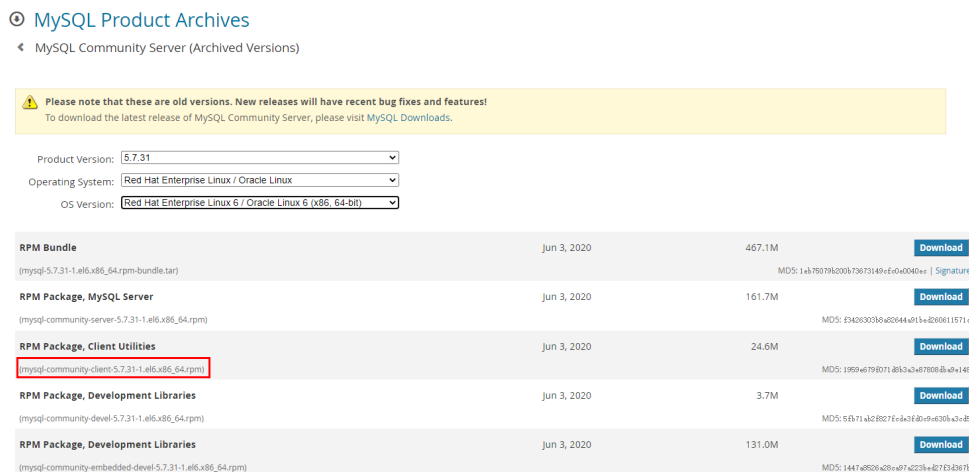 MySQL Product Archives
MySQL Community Server (Archived Versions)
Please note that these are old versions. New releases will have recent bug fixes and features!
To download the latest release of MySQL Community Server, please visit MySQL Downloads.
Product Version: 5.7.31
Operating System: Red Hat Enterprise Linux / Oracle Linux
OS Version: Red Hat Enterprise Linux 6 / Oracle Linux 6 (x86, 64-bit)
RPM Bundle Jun 3, 2020 467.1M Download
(mysql-5.7.31-1.el6.x86_64.rpm-bundle.tar) MD5: | Signature
RPM Package, MySQL Server Jun 3, 2020 161.7M Download
(mysql-community-server-5.7.31-1.el6.x86_64.rpm) MD5:
RPM Package, Client Utilities Jun 3, 2020 24.6M Download
(mysql-community-client-5.7.31-1.el6.x86_64.rpm) MD5:
RPM Package, Development Libraries Jun 3, 2020 3.7M Download
(mysql-community-devel-5.7.31-1.el6.x86_64.rpm) MD5:
RPM Package, Development Libraries Jun 3, 2020 131.0M Download
(mysql-community-embedded-devel-5.7.31-1.el6.x86_64.rpm) MD5: